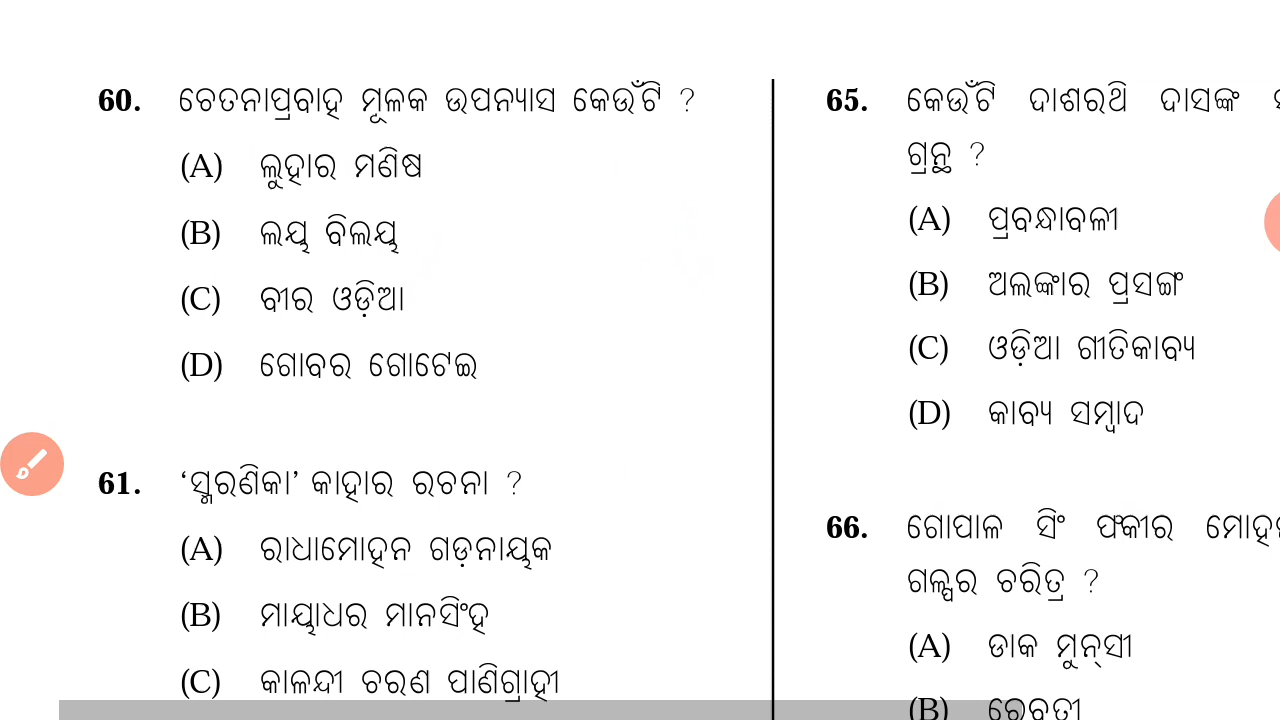 60. ଚେତନାପ୍ରବାହ ମୂଳକ ଉପନ୍ୟାସ କେଉଁଟି ?
(A) ଲୁହାର ମଣିଷ
(B) ଲୟ ବିଲୟ
(C) ବୀର ଓଡ଼ିଆ
(D) ଗୋବର ଗୋଟେଇ
61. ‘ସ୍ମରଣିକା’ କାହାର ରଚନା ?
(A) ରାଧାମୋହନ ଗଡ଼ନାୟକ
(B) ମାୟାଧର ମାନସିଂହ
(C) କାଳନ୍ଦୀ ଚରଣ ପାଣିଗ୍ରାହୀ
65. କେଉଁଟି ଦାଶରଥି ଦାସଙ୍କ
ଗ୍ରନ୍ଥ ?
(A) ପ୍ରବନ୍ଧାବଳୀ
(B) ଅଲଙ୍କାର ପ୍ରସଙ୍ଗ
(C) ଓଡ଼ିଆ ଗୀତିକାବ୍ୟ
(D) କାବ୍ୟ ସମ୍ବାଦ
66. ଗୋପାଳ ସିଂ ଫକୀର
ଗଳ୍ପର ଚରିତ୍ର ?
(A) ଡାକ ମୁନ୍‌ସୀ
(B) ରେବତୀ